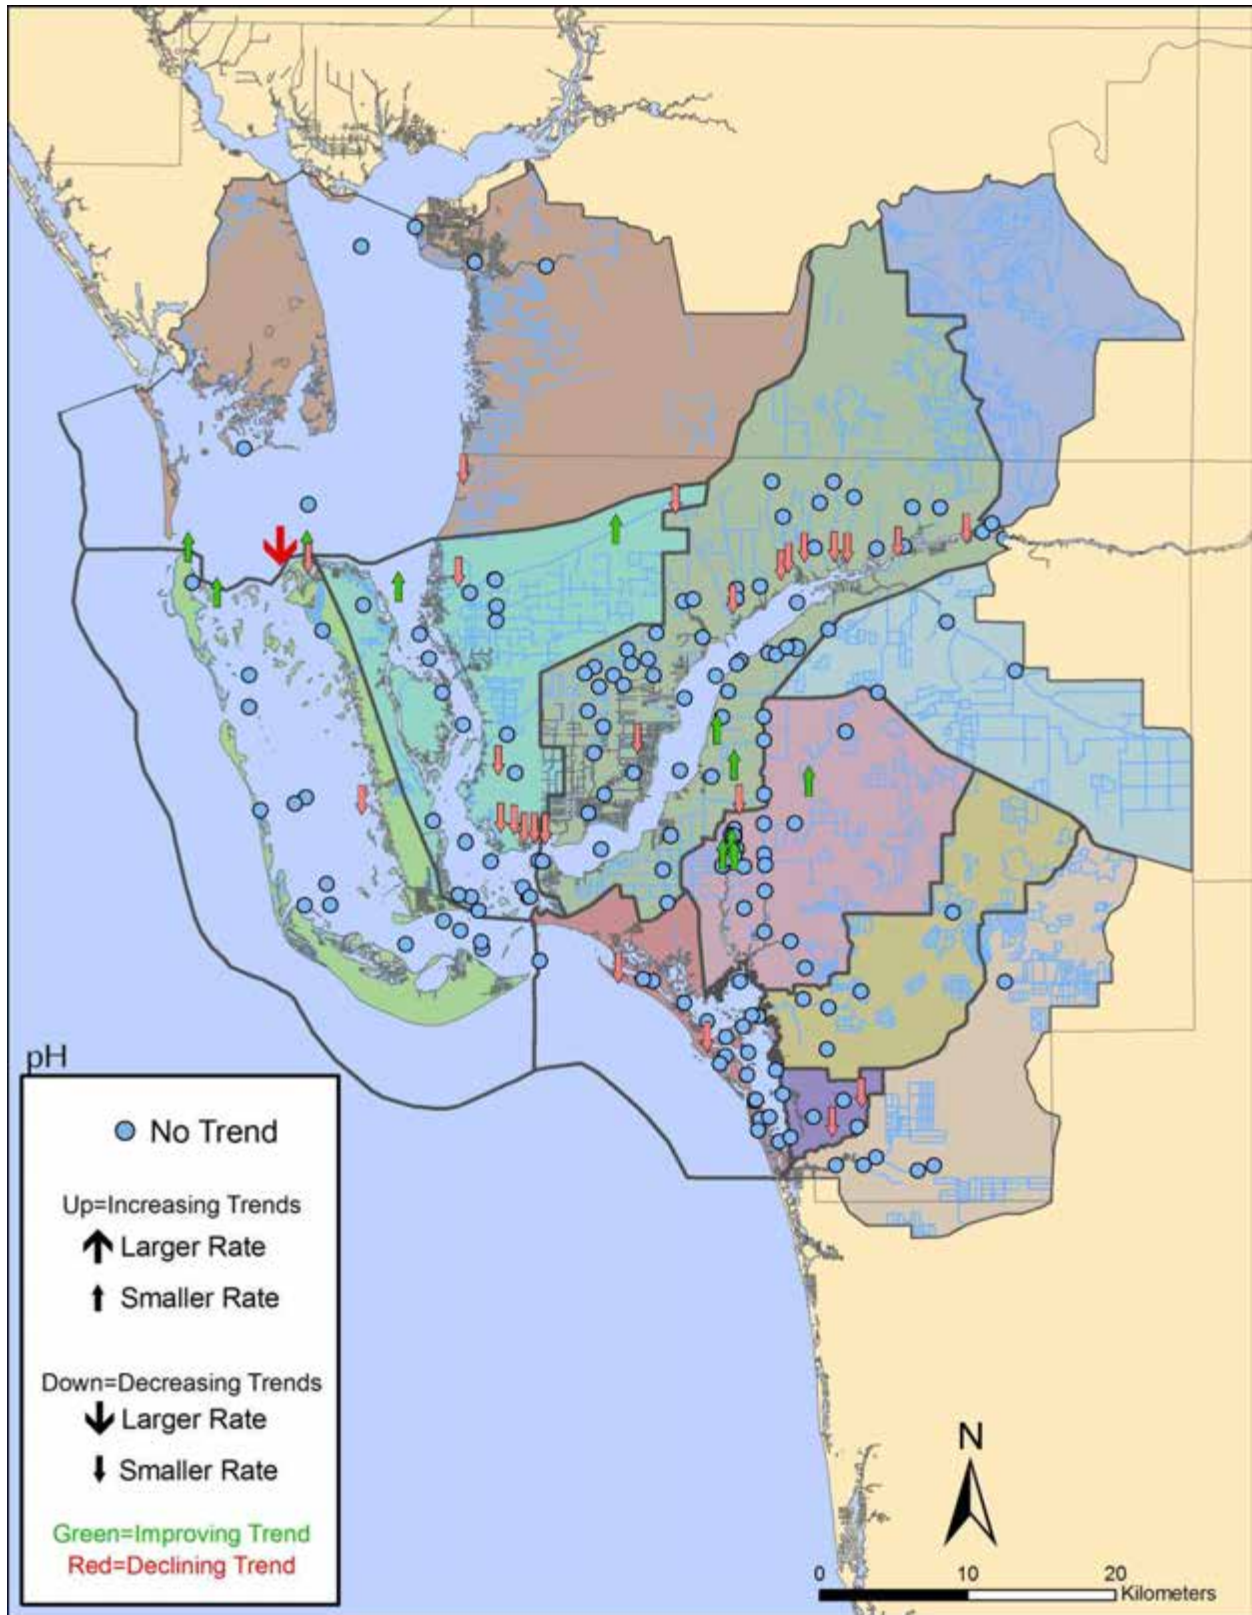 pH
No Trend
Up=Increasing Trends
Larger Rate
Smaller Rate
Down=Decreasing Trends
Larger Rate
Smaller Rate
Green=Improving Trend
Red=Declining Trend
N
0 10 20
Kilometers